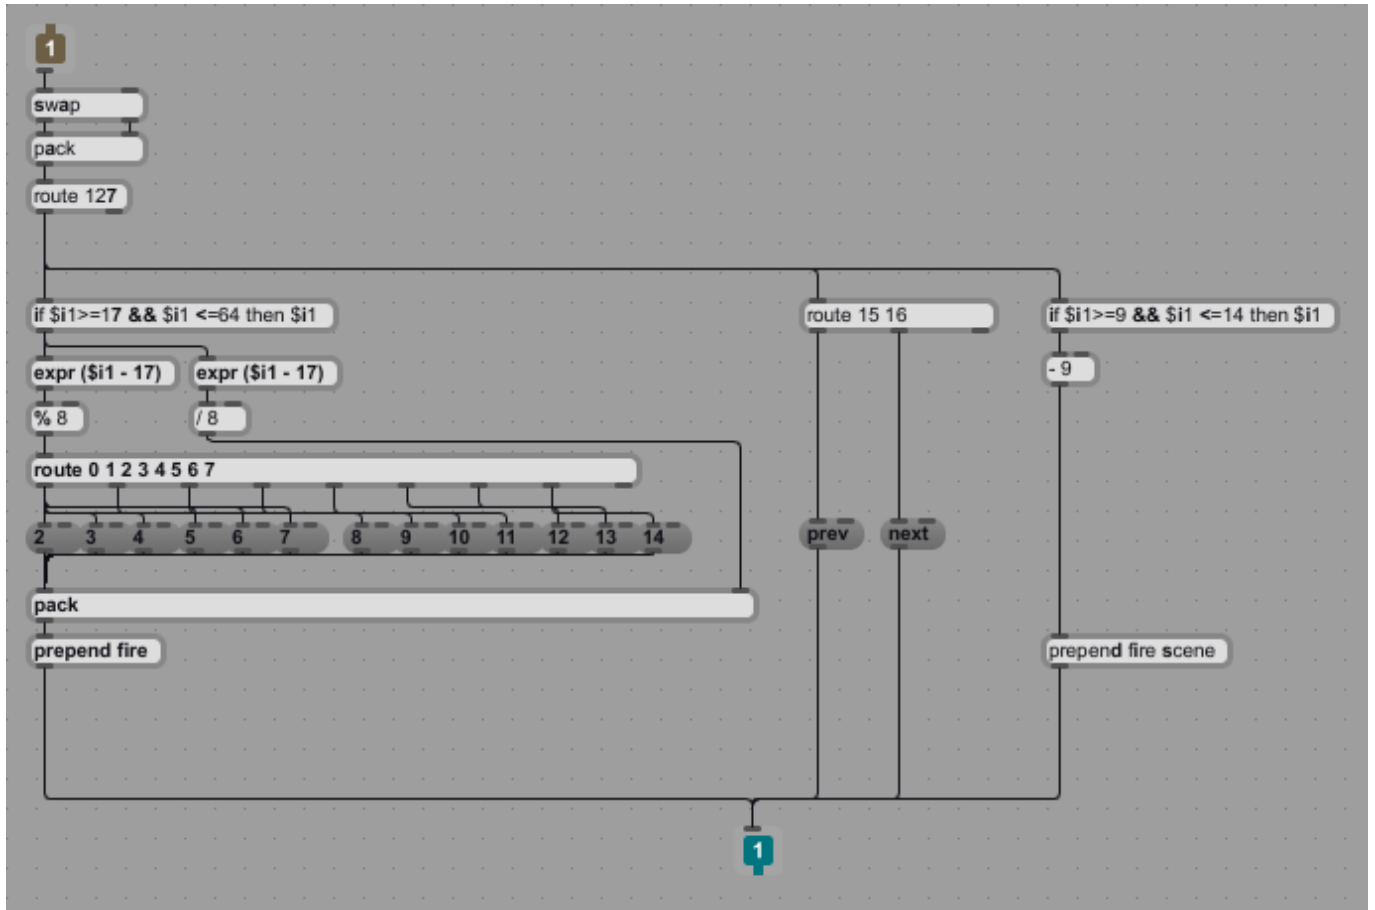 1
swap
pack
route 127
if $i1>=17 && $i1 <=64 then $i1
route 15 16
if $i1>=9 && $i1 <=14 then $i1
expr ($i1 - 17)
expr ($i1 - 17)
- 9
% 8
/ 8
route 0 1 2 3 4 5 6 7
2 3 4 5 6 7 8 9 10 11 12 13 14
prev
next
pack
prepend fire
prepend fire scene
1